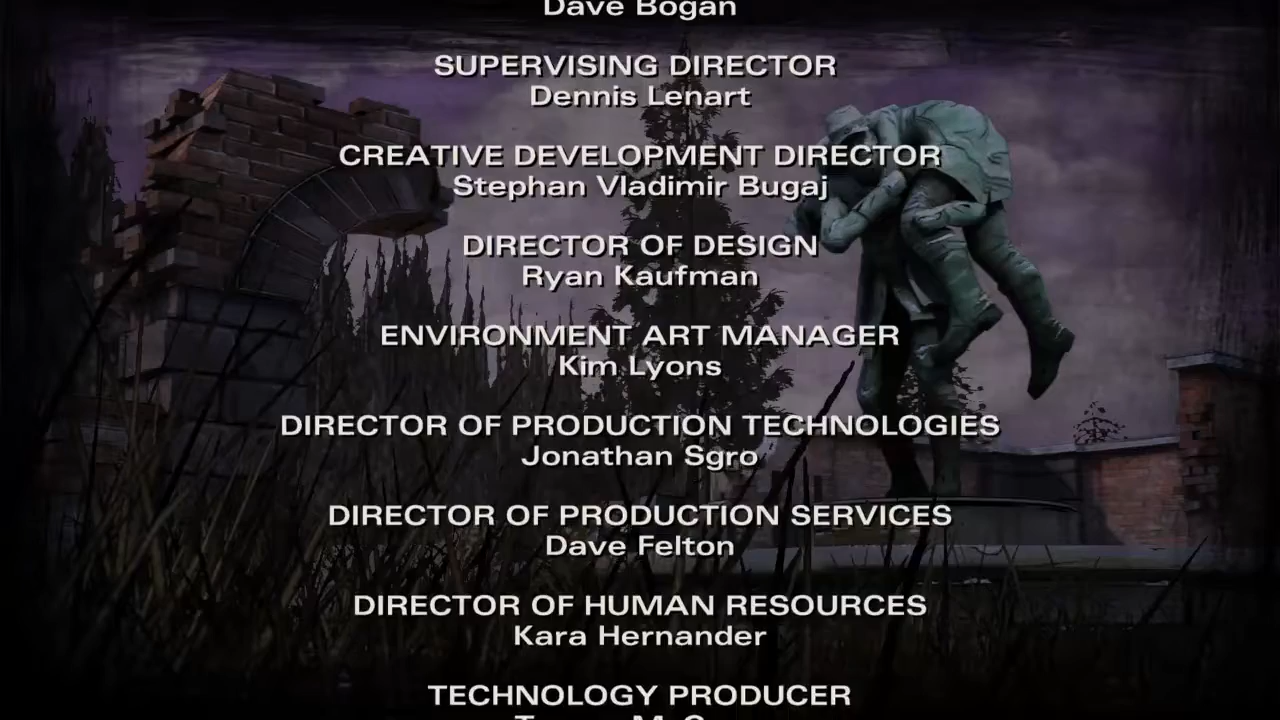 Dave Bogan
SUPERVISING DIRECTOR
Dennis Lenart
CREATIVE DEVELOPMENT DIRECTOR
Stephan Vladimir Bugaj
DIRECTOR OF DESIGN
Ryan Kaufman
ENVIRONMENT ART MANAGER
Kim Lyons
DIRECTOR OF PRODUCTION TECHNOLOGIES
Jonathan Sgro
DIRECTOR OF PRODUCTION SERVICES
Dave Felton
DIRECTOR OF HUMAN RESOURCES
Kara Hernander
TECHNOLOGY PRODUCER